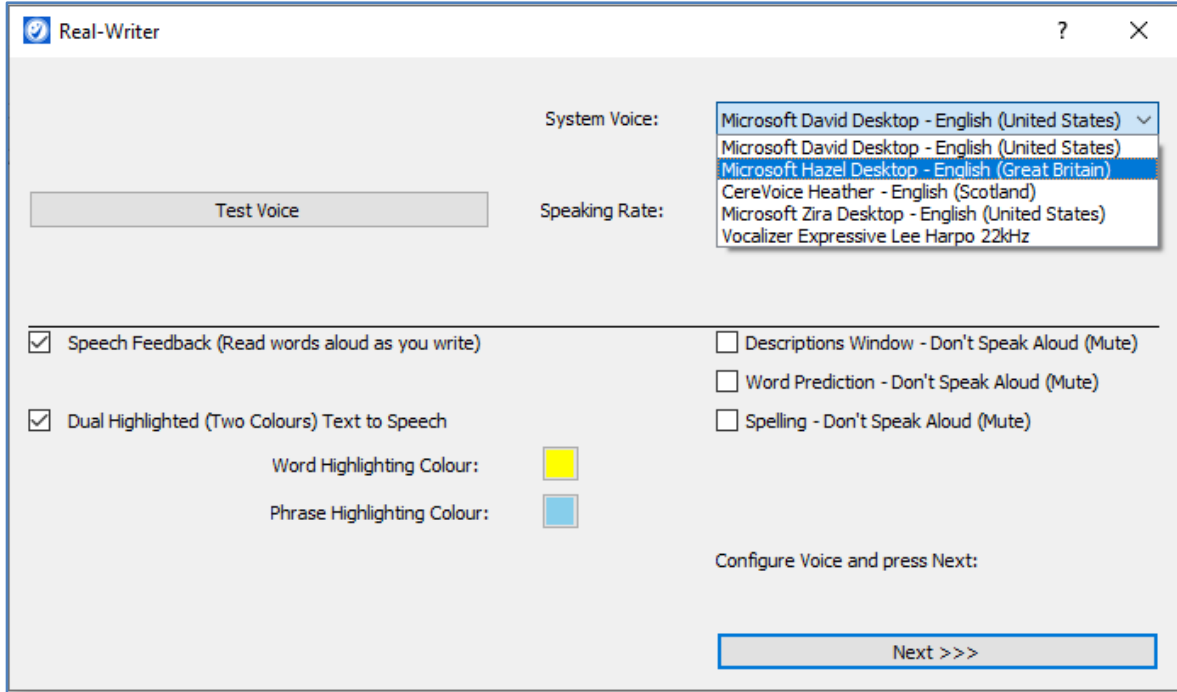 Real-Writer
System Voice:
Microsoft David Desktop - English (United States)
Microsoft David Desktop - English (United States)
Microsoft Hazel Desktop - English (Great Britain)
CereVoice Heather - English (Scotland)
Microsoft Zira Desktop - English (United States)
Vocalizer Expressive Lee Harpo 22kHz
Test Voice
Speaking Rate:
Speech Feedback (Read words aloud as you write)
Descriptions Window - Don't Speak Aloud (Mute)
Word Prediction - Don't Speak Aloud (Mute)
Dual Highlighted (Two Colours) Text to Speech
Spelling - Don't Speak Aloud (Mute)
Word Highlighting Colour:
Phrase Highlighting Colour:
Configure Voice and press Next:
Next >>>